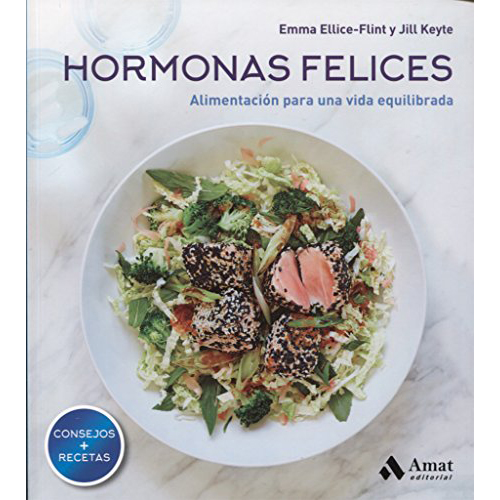 Emma Ellice-Flint y Jill Keyte
HORMONAS FELICES
Alimentación para una vida equilibrada
CONSEJOS
+
RECETAS
Amat
editorial